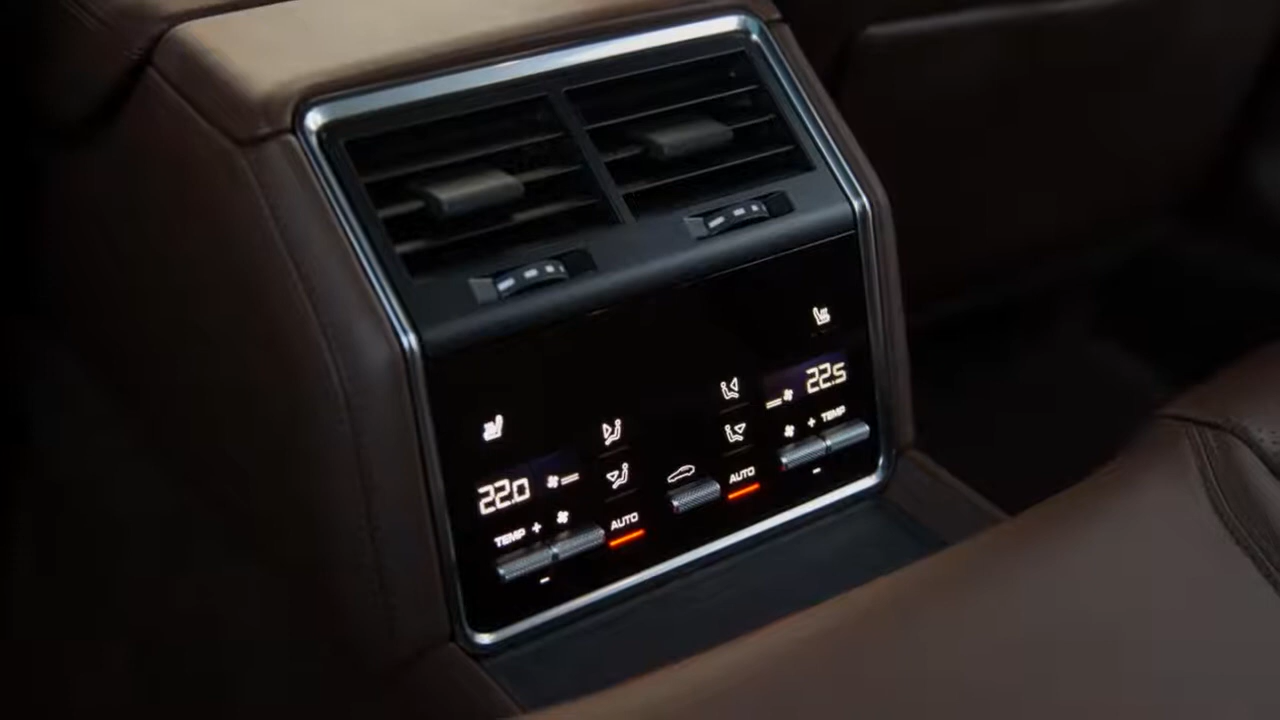 22.0
TEMP + -
AUTO
AUTO
22.5
+ TEMP -